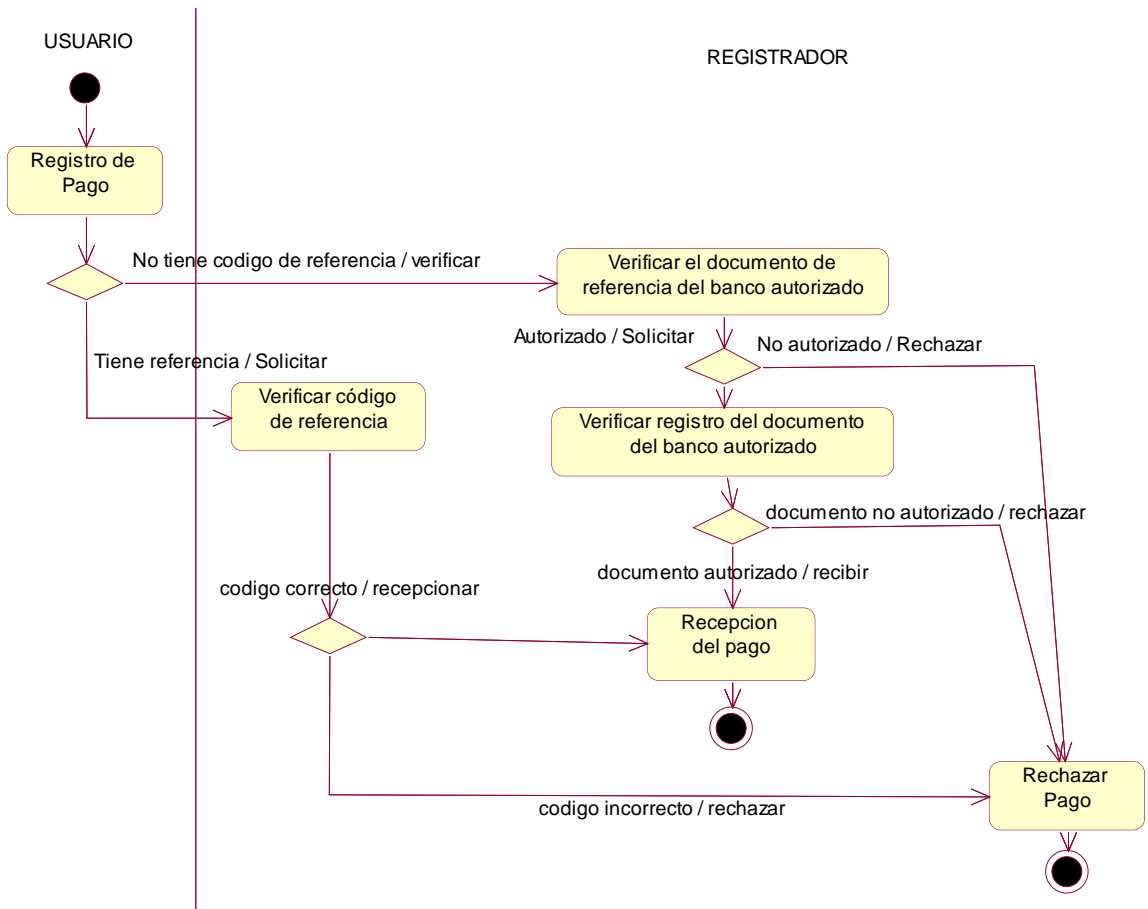 USUARIO
REGISTRADOR
Registro de
Pago
No tiene codigo de referencia / verificar
Verificar el documento de
referencia del banco autorizado
Autorizado / Solicitar
No autorizado / Rechazar
Tiene referencia / Solicitar
Verificar código
de referencia
Verificar registro del documento
del banco autorizado
documento no autorizado / rechazar
documento autorizado / recibir
codigo correcto / recepcionar
Recepcion
del pago
Rechazar
Pago
codigo incorrecto / rechazar